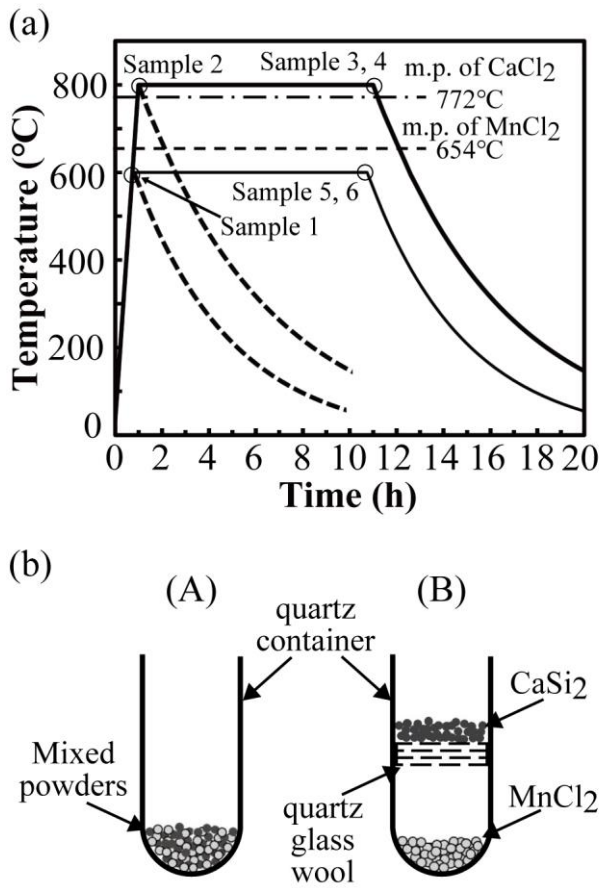 (a)
Sample 2
Sample 3, 4
m.p. of CaCl2
772°C
m.p. of MnCl2
654°C
Sample 5, 6
Sample 1
Temperature (°C)
800
600
400
200
0
0 2 4 6 8 10 12 14 16 18 20
Time (h)
(b)
(A)
(B)
quartz
container
CaSi2
Mixed
powders
quartz
glass
wool
MnCl2